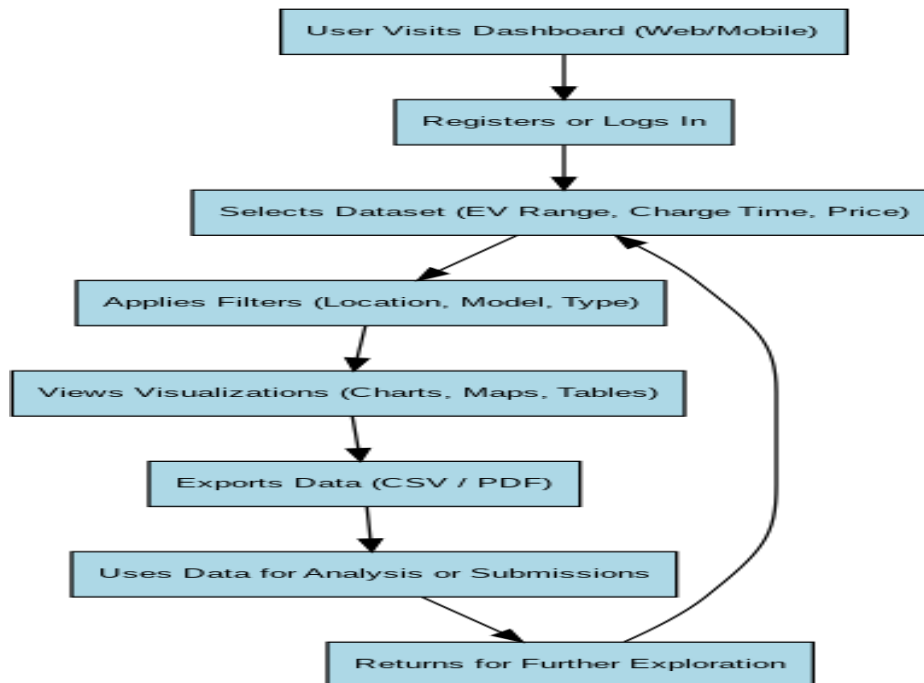 User Visits Dashboard (Web/Mobile)
Registers or Logs In
Selects Dataset (EV Range, Charge Time, Price)
Applies Filters (Location, Model, Type)
Views Visualizations (Charts, Maps, Tables)
Exports Data (CSV / PDF)
Uses Data for Analysis or Submissions
Returns for Further Exploration